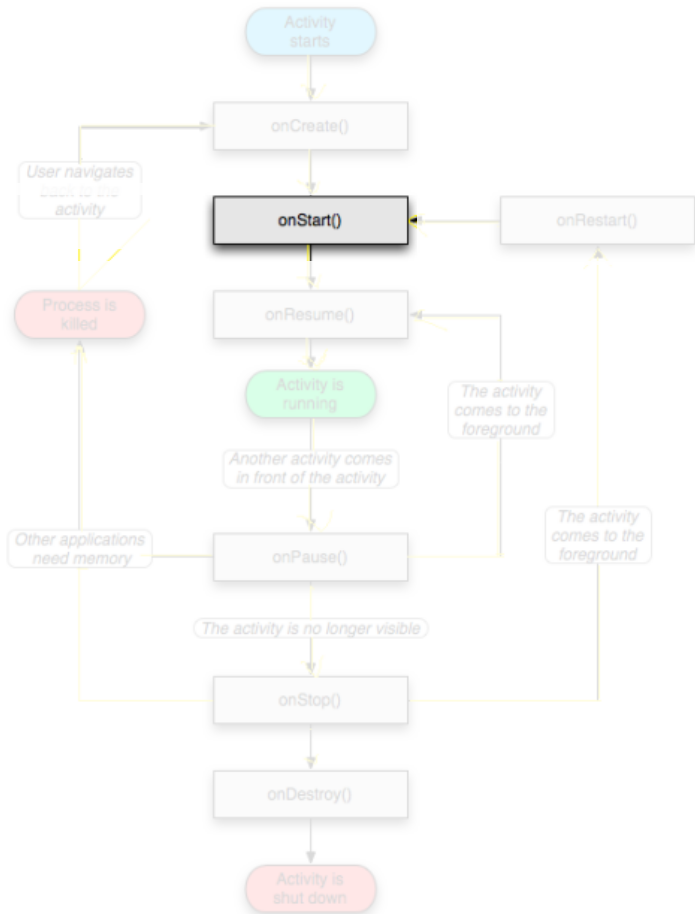 Activity
starts
onCreate()
User navigates
back to the
activity
onStart()
onRestart()
Process is
killed
onResume()
Activity is
running
The activity
comes to the
foreground
Another activity comes
in front of the activity
The activity
comes to the
foreground
Other applications
need memory
onPause()
The activity is no longer visible
onStop()
onDestroy()
Activity is
shut down